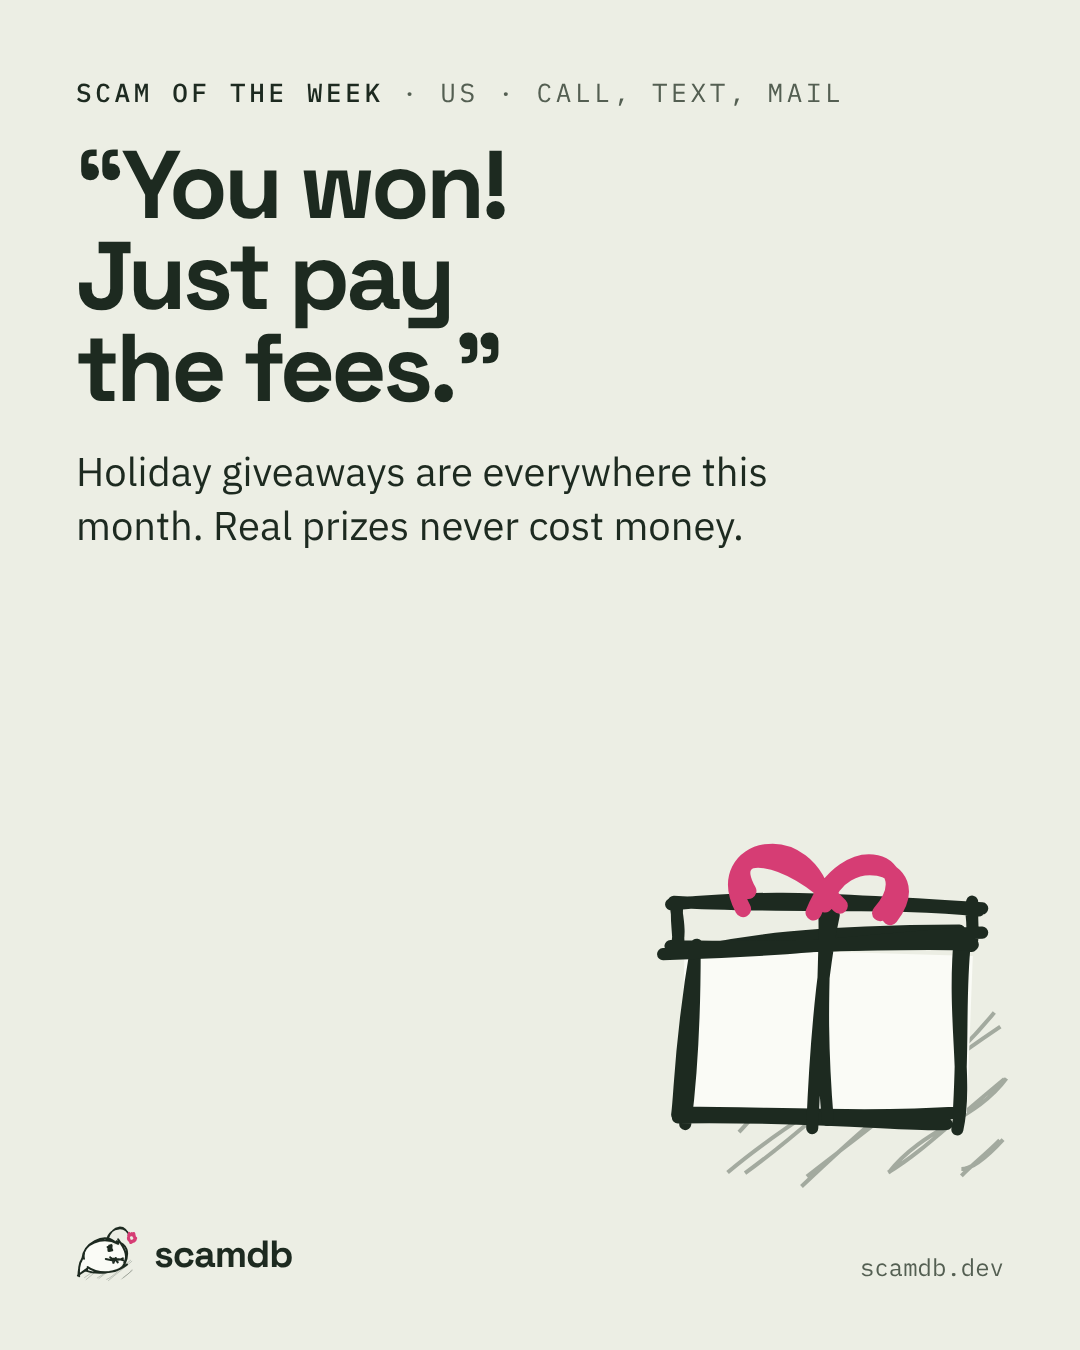 SCAM OF THE WEEK · US · CALL, TEXT, MAIL
“You won!
Just pay
the fees.”
Holiday giveaways are everywhere this
month. Real prizes never cost money.
scamdb
scamdb.dev